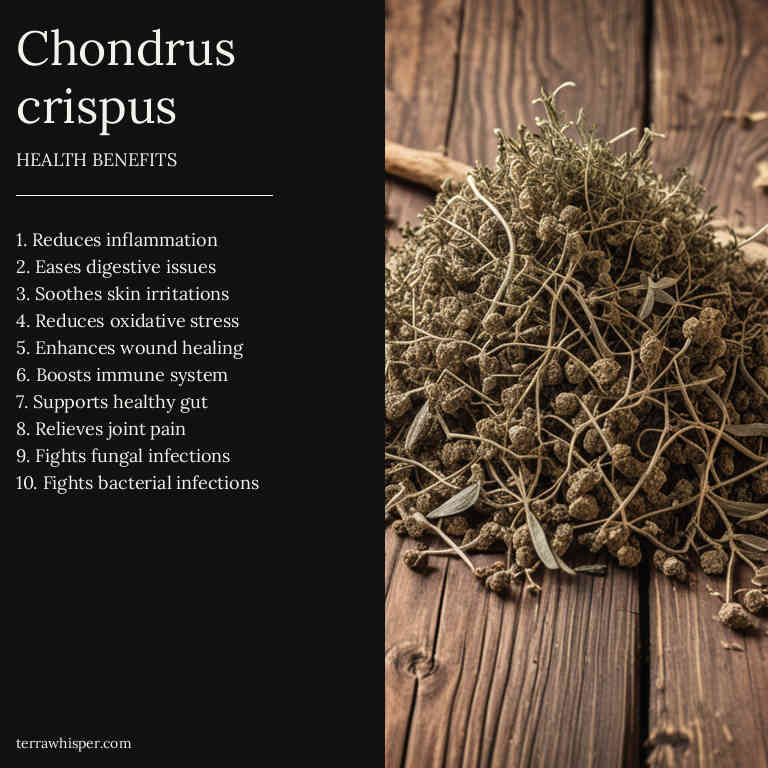 Chondrus
crispus
HEALTH BENEFITS
1. Reduces inflammation
2. Eases digestive issues
3. Soothes skin irritations
4. Reduces oxidative stress
5. Enhances wound healing
6. Boosts immune system
7. Supports healthy gut
8. Relieves joint pain
9. Fights fungal infections
10. Fights bacterial infections
terrawhisper.com